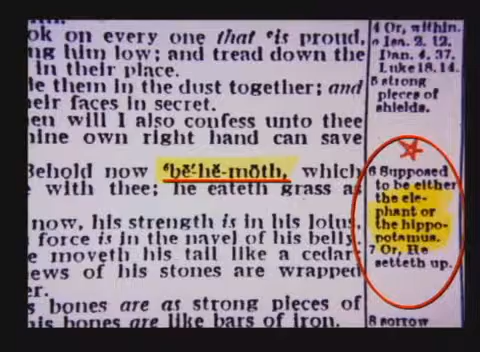 ok on every one that is proud,
ng him low; and tread down the
in their place.
de them in the dust together; and
heir faces in secret.
en will I also confess unto thee
hine own right hand can save
Behold now bē´-hĕ-mŏth, which
with thee; he eateth grass as
now, his strength is in his loins,
force is in the navel of his belly.
e moveth his tail like a cedar
ews of his stones are wrapped
er.
s bones are as strong pieces of
his bones are like bars of iron.
4 Or, within.
Isa. 2. 12.
Dan. 4. 37.
Luke 18. 14.
5 strong
pieces of
shields.
6 Supposed
to be either
the ele-
phant or
the hippo-
potamus.
7 Or, He
setteth up.
8 sorrow